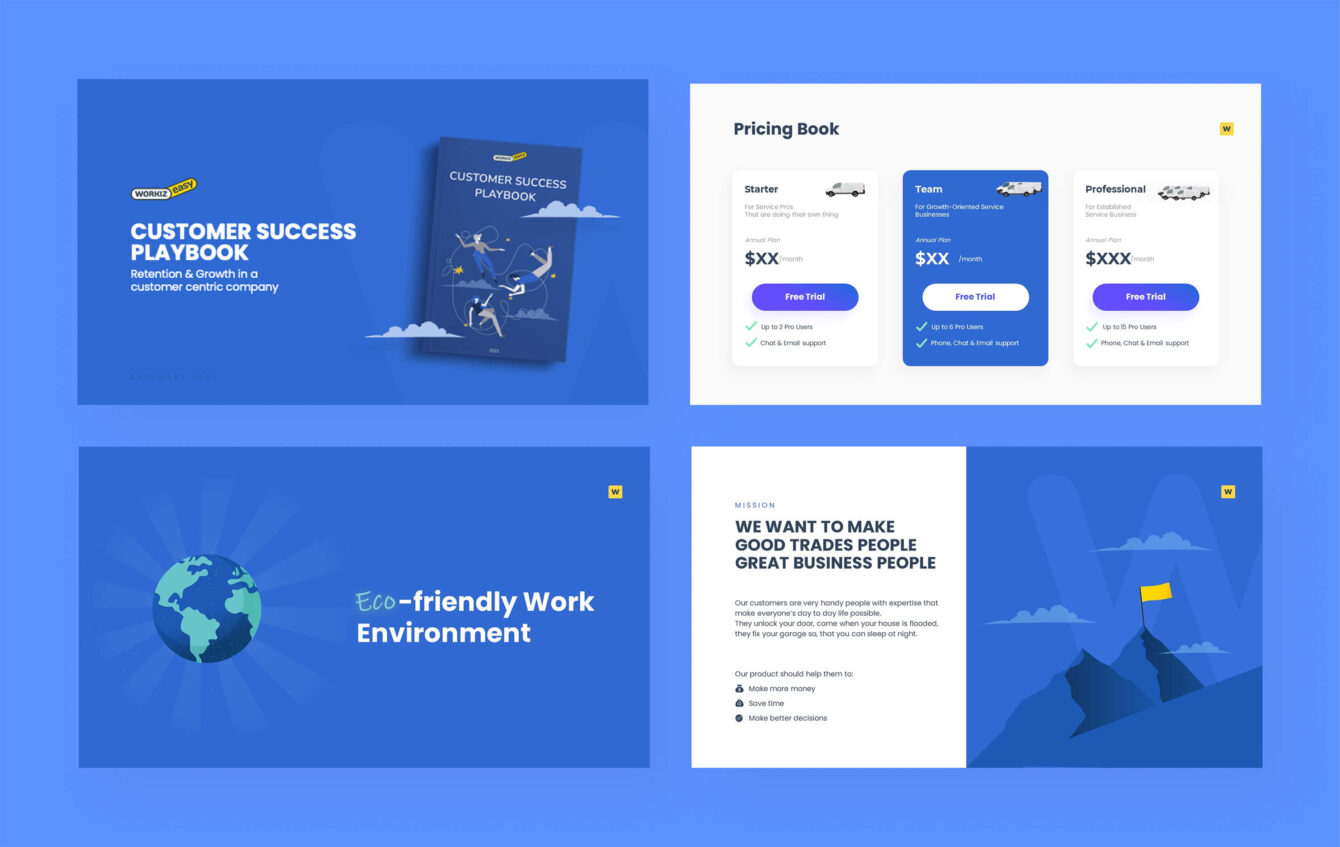 WORKIZ easy
CUSTOMER SUCCESS
PLAYBOOK
Retention & Growth in a
customer centric company
DECEMBER 2021
WORKIZ easy
CUSTOMER SUCCESS
PLAYBOOK
2021
Pricing Book
W
Starter
For Service Pros
That are doing their own thing
Annual Plan
$XX/month
Free Trial
Up to 2 Pro Users
Chat & Email support
Team
For Growth-Oriented Service
Businesses
Annual Plan
$XX /month
Free Trial
Up to 6 Pro Users
Phone, Chat & Email support
Professional
For Established
Service Business
Annual Plan
$XXX/month
Free Trial
Up to 15 Pro Users
Phone, Chat & Email support
W
Eco-friendly Work
Environment
MISSION
WE WANT TO MAKE
GOOD TRADES PEOPLE
GREAT BUSINESS PEOPLE
Our customers are very handy people with expertise that
make everyone's day to day life possible.
They unlock your door, come when your house is flooded,
they fix your garage so, that you can sleep at night.
Our product should help them to:
Make more money
Save time
Make better decisions
W